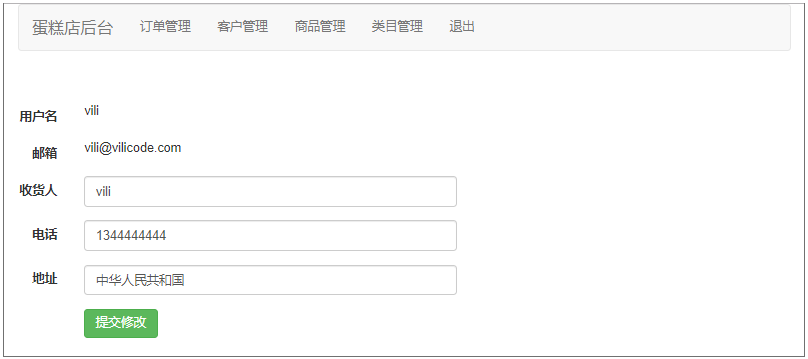 蛋糕店后台 订单管理 客户管理 商品管理 类目管理 退出
用户名 vili
邮箱 vili@vilicode.com
收货人 vili
电话 1344444444
地址 中华人民共和国
提交修改